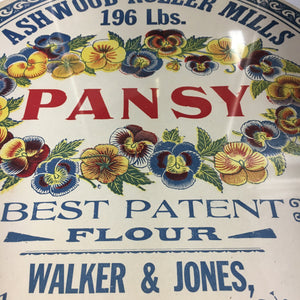 ASHWOOD ROLLER MILLS
196 Lbs.
PANSY
BEST PATENT
FLOUR
WALKER & JONES,